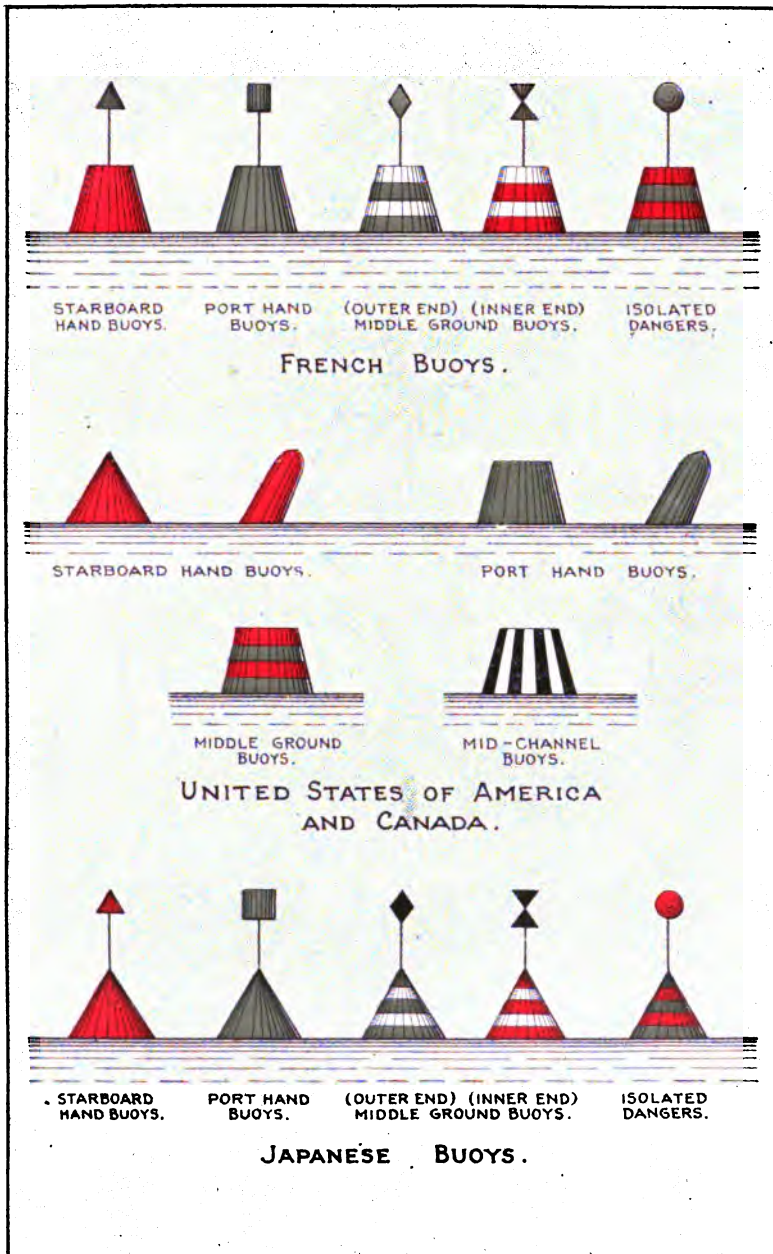 STARBOARD HAND BUOYS.
PORT HAND BUOYS.
(OUTER END) (INNER END)
MIDDLE GROUND BUOYS.
ISOLATED DANGERS.
FRENCH BUOYS.
STARBOARD HAND BUOYS.
PORT HAND BUOYS.
MIDDLE GROUND
BUOYS.
MID-CHANNEL
BUOYS.
UNITED STATES OF AMERICA
AND CANADA.
STARBOARD
HAND BUOYS.
PORT HAND
BUOYS.
(OUTER END) (INNER END)
MIDDLE GROUND BUOYS.
ISOLATED
DANGERS.
JAPANESE BUOYS.